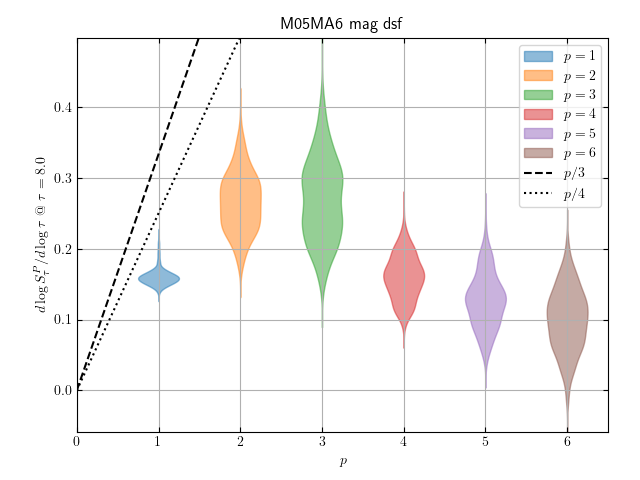 M05MA6 mag dsf
d log S_τ^p / d log τ @ τ = 8.0
0.4
0.3
0.2
0.1
0.0
0 1 2 3 4 5 6
p
p = 1
p = 2
p = 3
p = 4
p = 5
p = 6
p/3
p/4